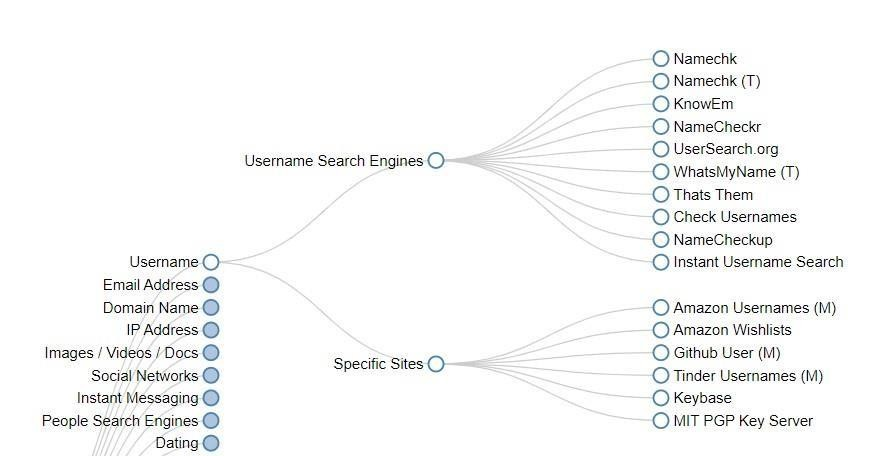 Namechk
Namechk (T)
KnowEm
NameCheckr
UserSearch.org
Username Search Engines
WhatsMyName (T)
Thats Them
Check Usernames
NameCheckup
Username
Instant Username Search
Email Address
Domain Name
Amazon Usernames (M)
IP Address
Amazon Wishlists
Images / Videos / Docs
Github User (M)
Specific Sites
Social Networks
Tinder Usernames (M)
Instant Messaging
Keybase
People Search Engines
MIT PGP Key Server
Dating